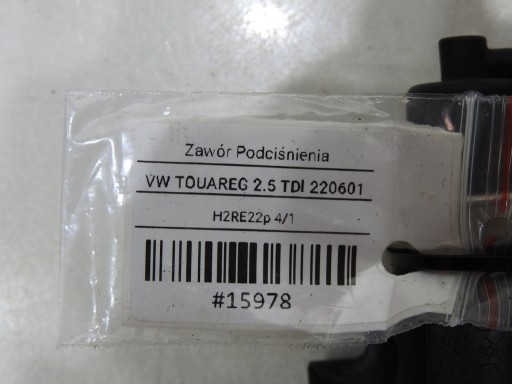 Zawór Podciśnienia
VW TOUAREG 2.5 TDI 220601
H2RE22p 4/1
#15978